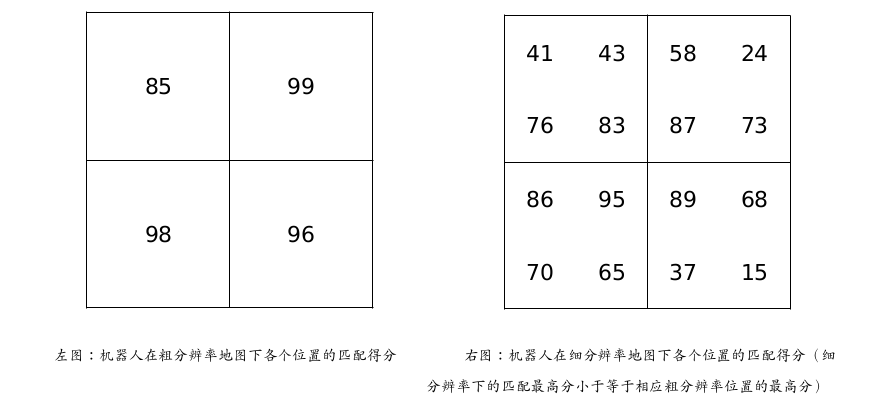 85 99
98 96
41 43 58 24
76 83 87 73
86 95 89 68
70 65 37 15
左图：机器人在粗分辨率地图下各个位置的匹配得分
右图：机器人在细分辨率地图下各个位置的匹配得分（细
分辨率下的匹配最高分小于等于相应粗分辨率位置的最高分）